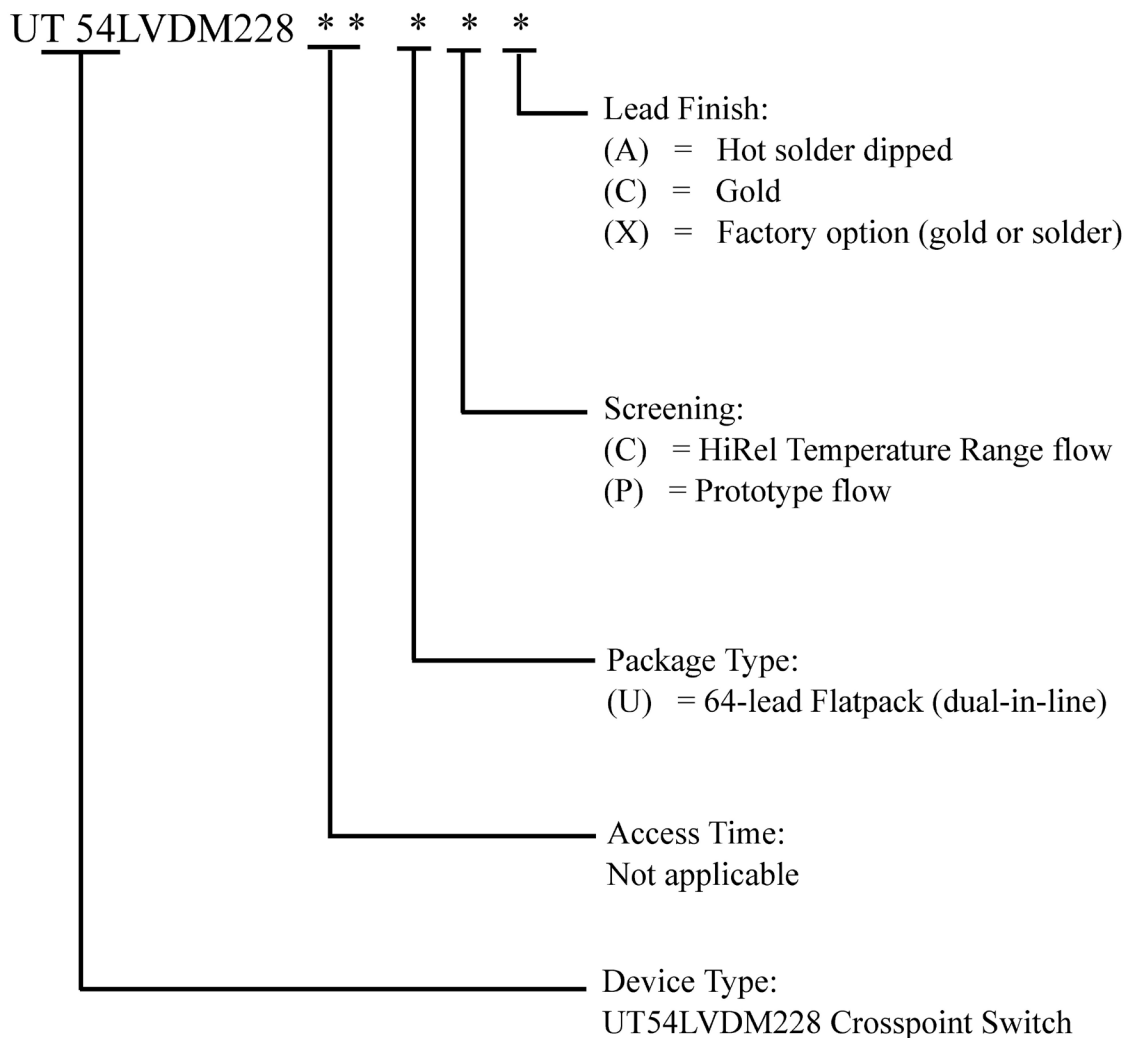 UT 54LVDM228 * * * * *
Lead Finish:
(A) = Hot solder dipped
(C) = Gold
(X) = Factory option (gold or solder)
Screening:
(C) = HiRel Temperature Range flow
(P) = Prototype flow
Package Type:
(U) = 64-lead Flatpack (dual-in-line)
Access Time:
Not applicable
Device Type:
UT54LVDM228 Crosspoint Switch